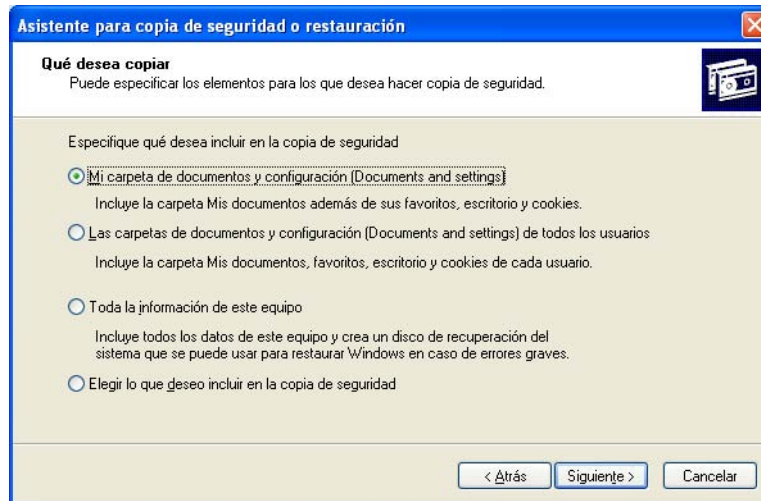 Asistente para copia de seguridad o restauración
Qué desea copiar
Puede especificar los elementos para los que desea hacer copia de seguridad.
Especifique qué desea incluir en la copia de seguridad
Mi carpeta de documentos y configuración (Documents and settings)
Incluye la carpeta Mis documentos además de sus favoritos, escritorio y cookies.
Las carpetas de documentos y configuración (Documents and settings) de todos los usuarios
Incluye la carpeta Mis documentos, favoritos, escritorio y cookies de cada usuario.
Toda la información de este equipo
Incluye todos los datos de este equipo y crea un disco de recuperación del
sistema que se puede usar para restaurar Windows en caso de errores graves.
Elegir lo que deseo incluir en la copia de seguridad
< Atrás Siguiente > Cancelar